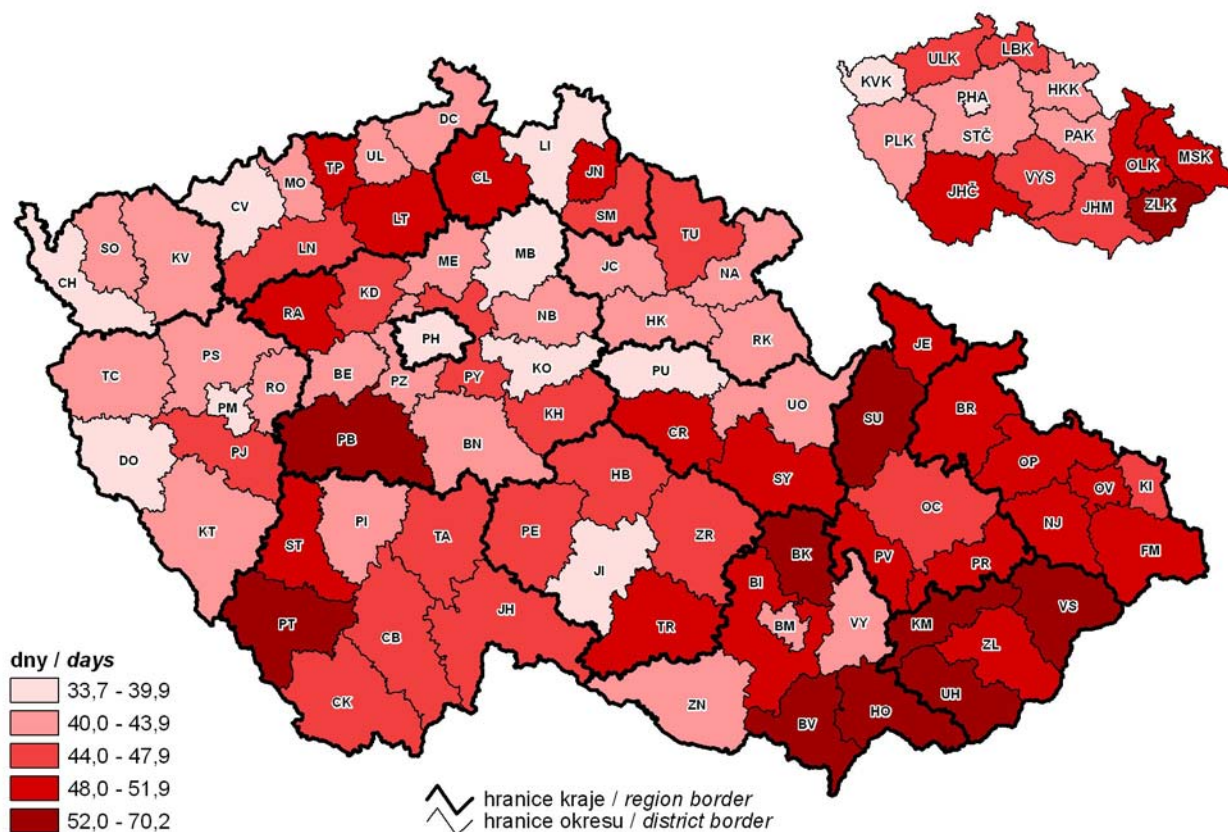 DC
LI
UL
TP
CL
JN
MO
CV
LT
SM
SO
KV
LN
TU
CH
ME
MB
JC
NA
RA
KD
NB
HK
RK
PH
TC
PS
BE
PZ
PY
KO
PU
RO
PM
UO
JE
KH
SU
BR
DO
PJ
PB
BN
CR
SY
OP
HB
OV
KI
KT
ST
PI
TA
PE
ZR
OC
NJ
BK
PV
PR
FM
JI
BI
PT
CB
JH
TR
BM
VY
KM
VS
ZL
CK
ZN
UH
BV
HO
ULK
LBK
KVK
HKK
PHA
STČ
PAK
PLK
OLK
MSK
JHČ
VYS
JHM
ZLK
dny / days
33,7 - 39,9
40,0 - 43,9
44,0 - 47,9
48,0 - 51,9
52,0 - 70,2
hranice kraje / region border
hranice okresu / district border